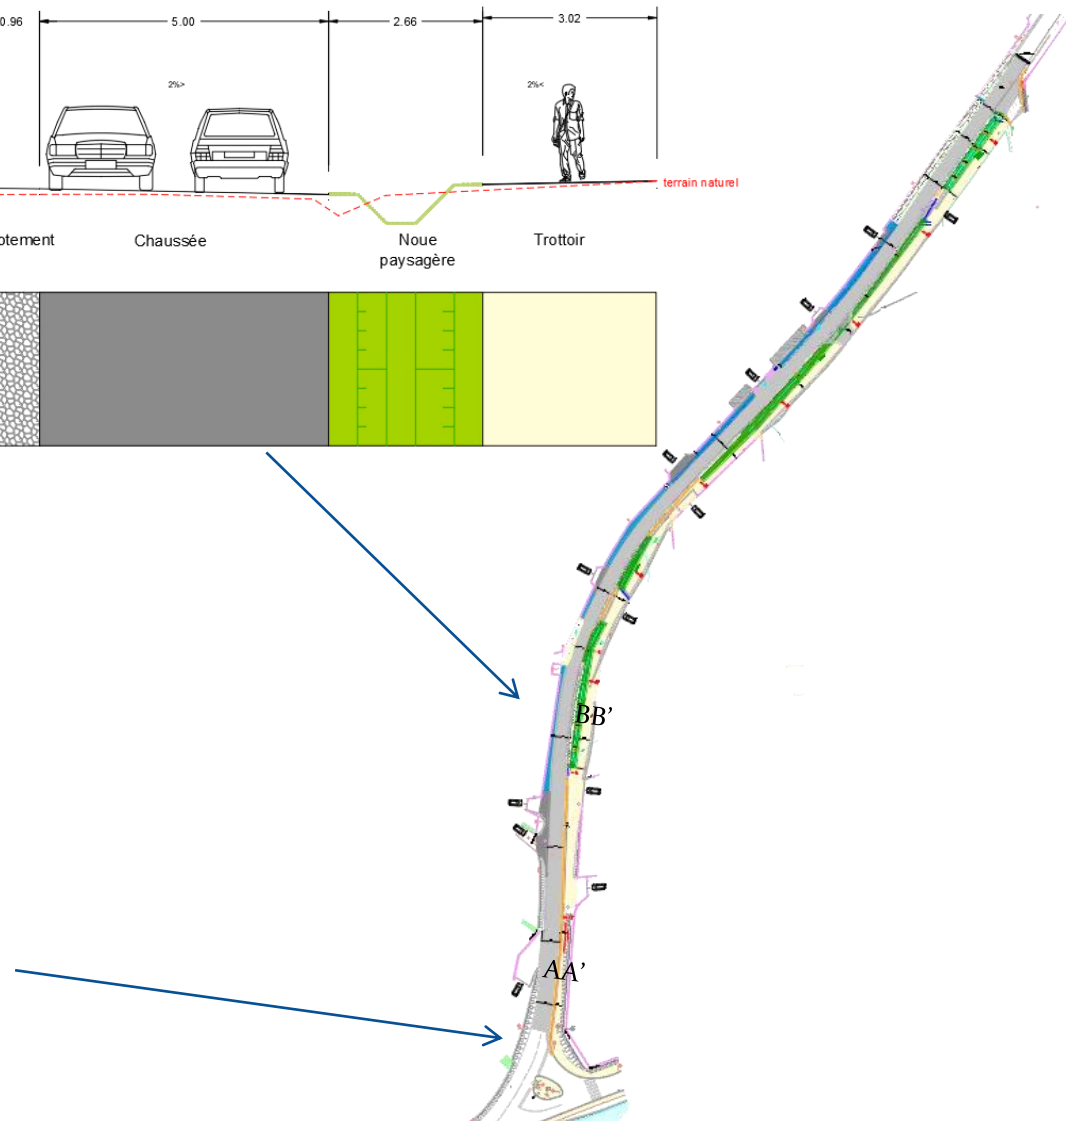 0.96
5.00
2.66
3.02
2%>
2%<
terrain naturel
otement
Chaussée
Noue
paysagère
Trottoir
BB’
AA’